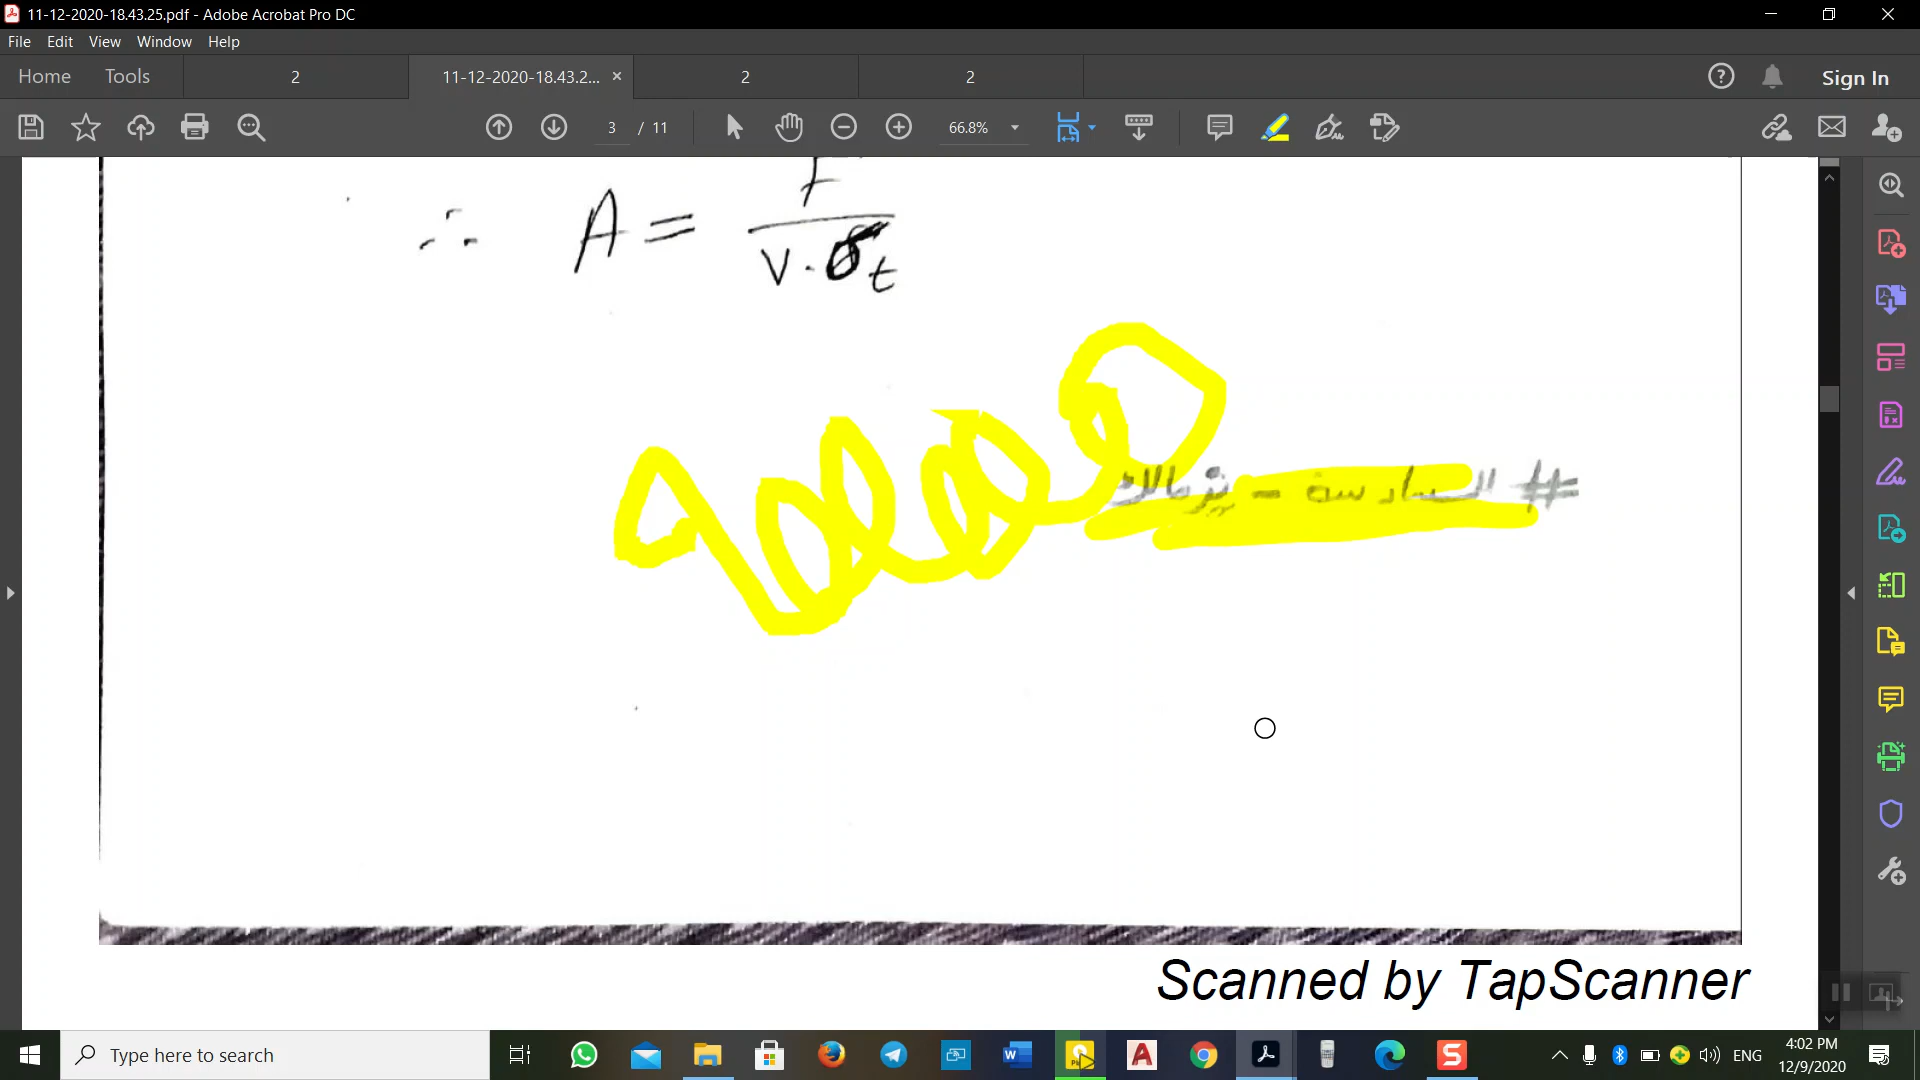 11-12-2020-18.43.25.pdf - Adobe Acrobat Pro DC
File Edit View Window Help
Home Tools 2 11-12-2020-18.43.2... × 2 2 Sign In
3 / 11 66.8%
∴ A = F / v.σt
# السادسة -
Scanned by TapScanner
Type here to search
ENG
4:02 PM
12/9/2020